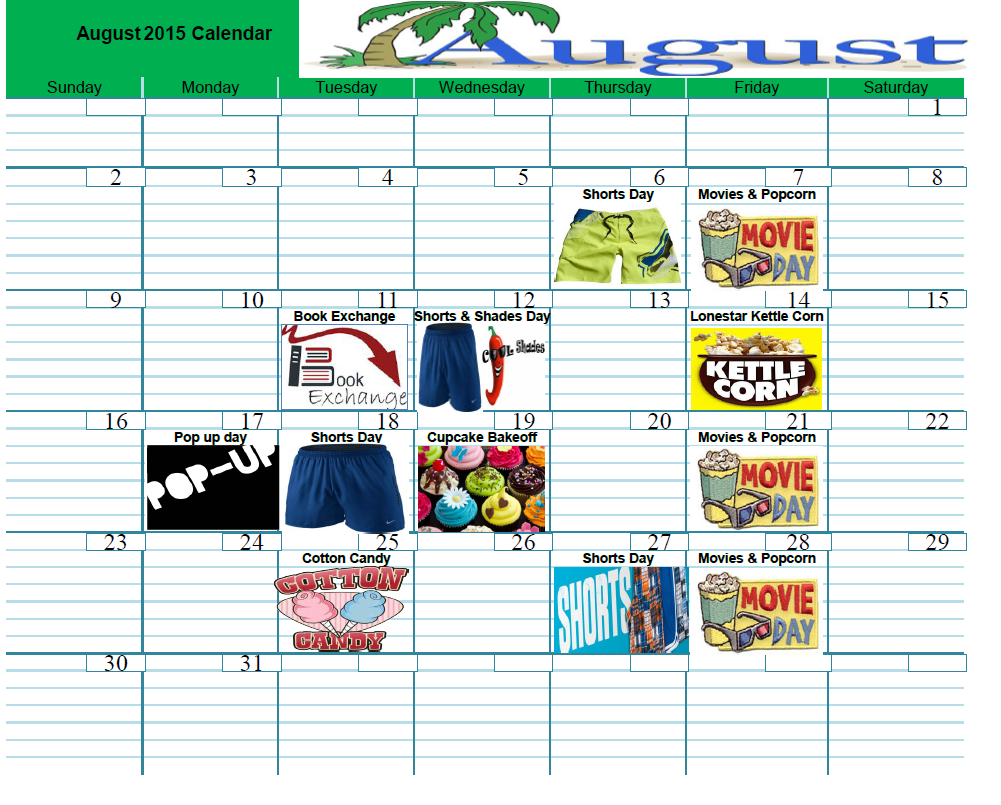 August 2015 Calendar
August
Sunday Monday Tuesday Wednesday Thursday Friday Saturday
1
2 3 4 5 6 7 8
Shorts Day Movies & Popcorn
MOVIE
DAY
9 10 11 12 13 14 15
Book Exchange Shorts & Shades Day Lonestar Kettle Corn
Book
Exchange
COOL Shades
KETTLE
CORN
16 17 18 19 20 21 22
Pop up day Shorts Day Cupcake Bakeoff Movies & Popcorn
POP-UP
MOVIE
DAY
23 24 25 26 27 28 29
Cotton Candy Shorts Day Movies & Popcorn
COTTON
CANDY
SHORTS
MOVIE
DAY
30 31